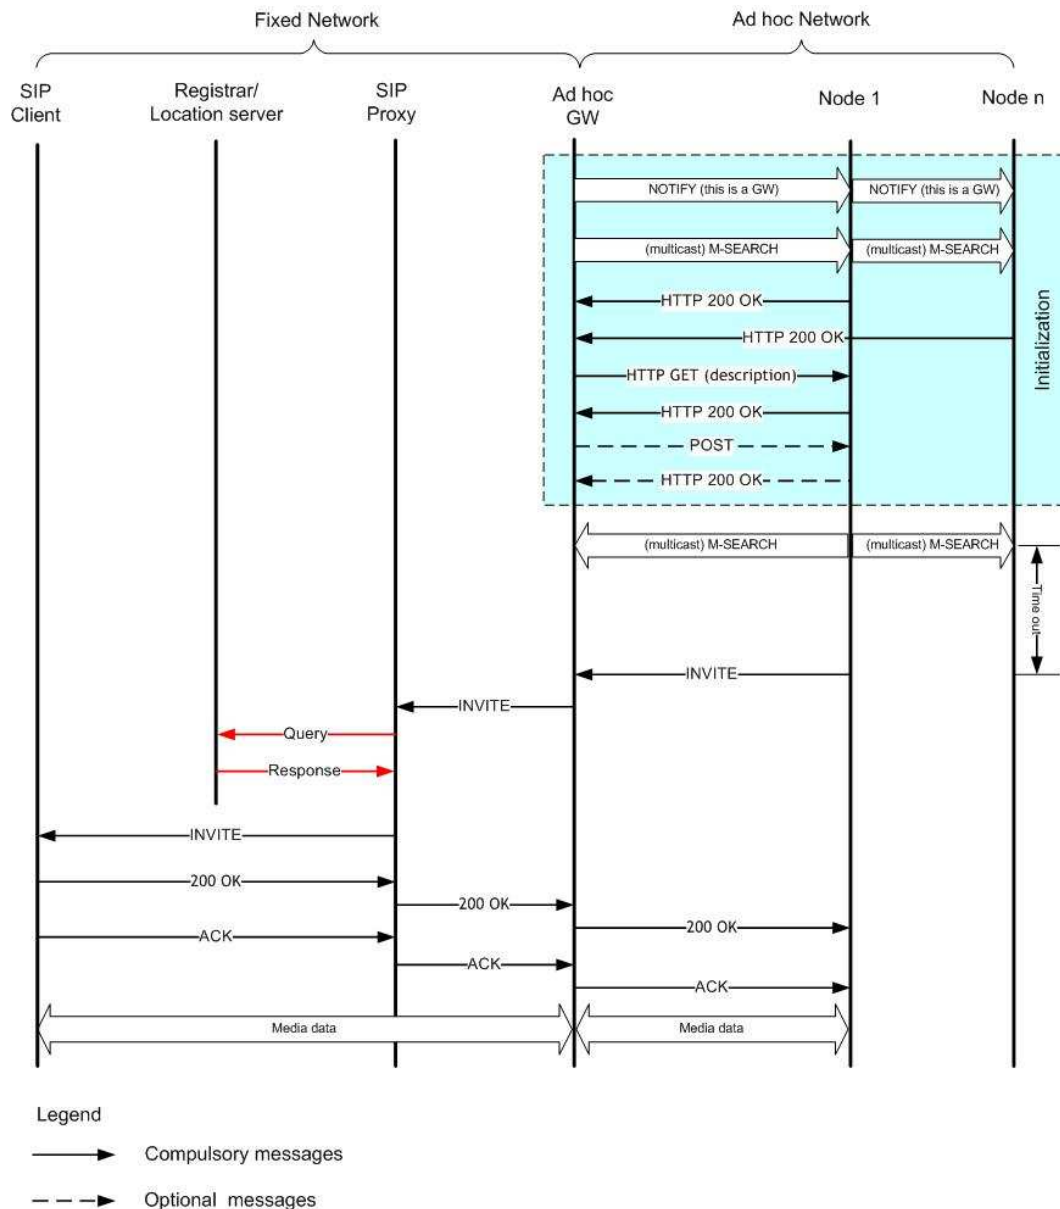 Fixed Network
Ad hoc Network
SIP
Client
Registrar/
Location server
SIP
Proxy
Ad hoc
GW
Node 1
Node n
NOTIFY (this is a GW)
NOTIFY (this is a GW)
(multicast) M-SEARCH
(multicast) M-SEARCH
HTTP 200 OK
HTTP 200 OK
HTTP GET (description)
HTTP 200 OK
POST
HTTP 200 OK
Initialization
(multicast) M-SEARCH
(multicast) M-SEARCH
Time out
INVITE
INVITE
Query
Response
INVITE
200 OK
200 OK
200 OK
ACK
ACK
ACK
Media data
Media data
Legend
Compulsory messages
Optional messages